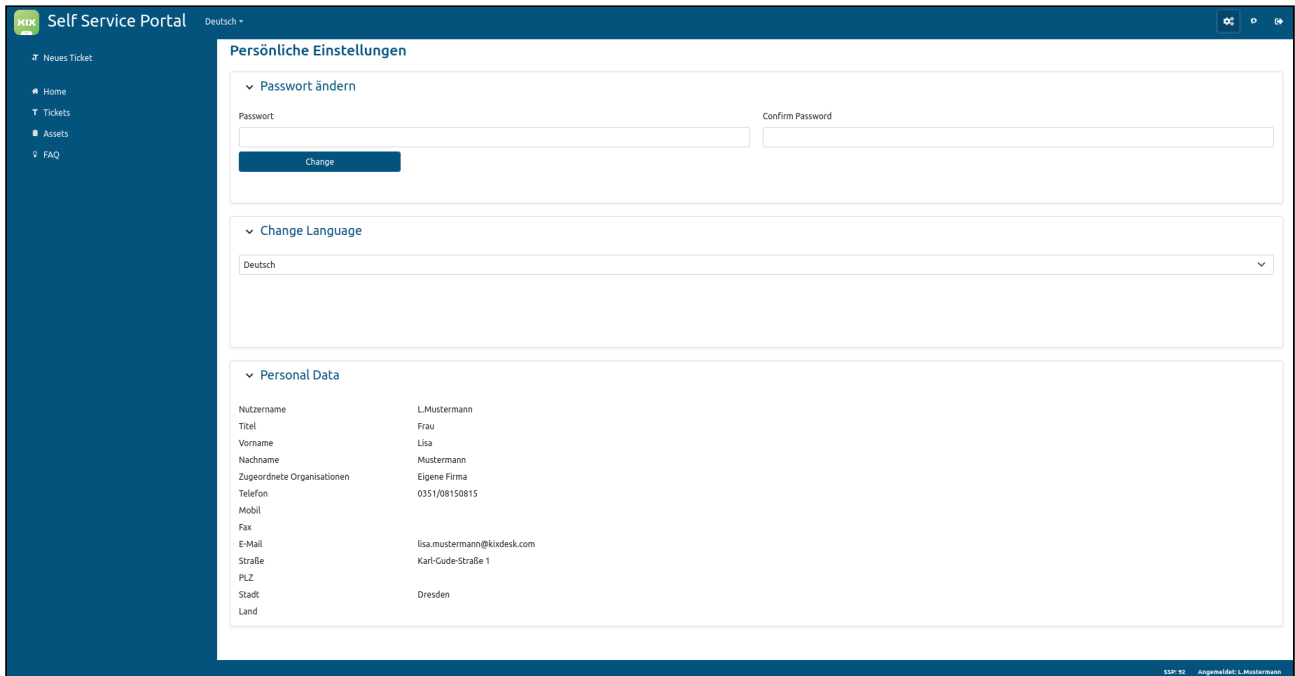 KIX Self Service Portal Deutsch
Neues Ticket
Home
Tickets
Assets
FAQ
Persönliche Einstellungen
Passwort ändern
Passwort Confirm Password
Change
Change Language
Deutsch
Personal Data
Nutzername L.Mustermann
Titel Frau
Vorname Lisa
Nachname Mustermann
Zugeordnete Organisationen Eigene Firma
Telefon 0351/08150815
Mobil
Fax
E-Mail lisa.mustermann@kixdesk.com
Straße Karl-Gude-Straße 1
PLZ
Stadt Dresden
Land
SSP: 92 Angemeldet: L.Mustermann